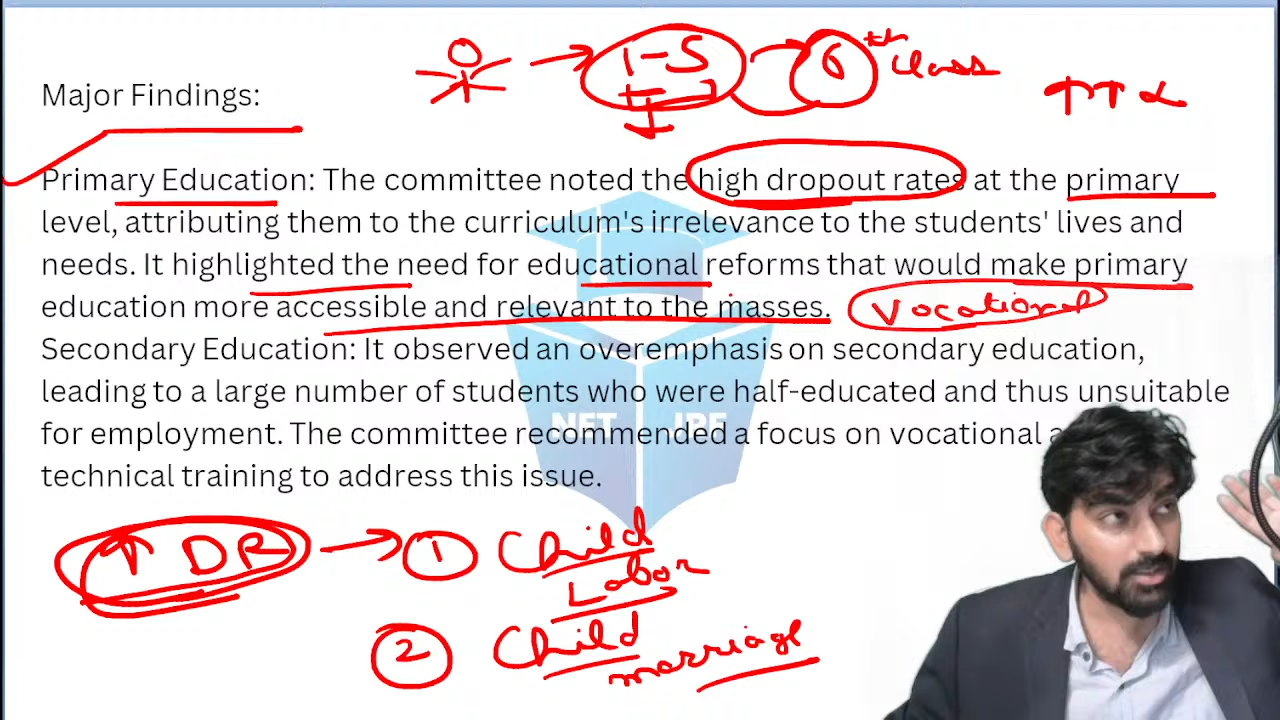 1-5
6th class
↑↑ α
Major Findings:
Primary Education: The committee noted the high dropout rates at the primary
level, attributing them to the curriculum's irrelevance to the students' lives and
needs. It highlighted the need for educational reforms that would make primary
education more accessible and relevant to the masses. Vocational
Secondary Education: It observed an overemphasis on secondary education,
leading to a large number of students who were half-educated and thus unsuitable
for employment. The committee recommended a focus on vocational a
technical training to address this issue.
NET JRF
↑ DR → 1 Child
Labor
2 Child
marriage